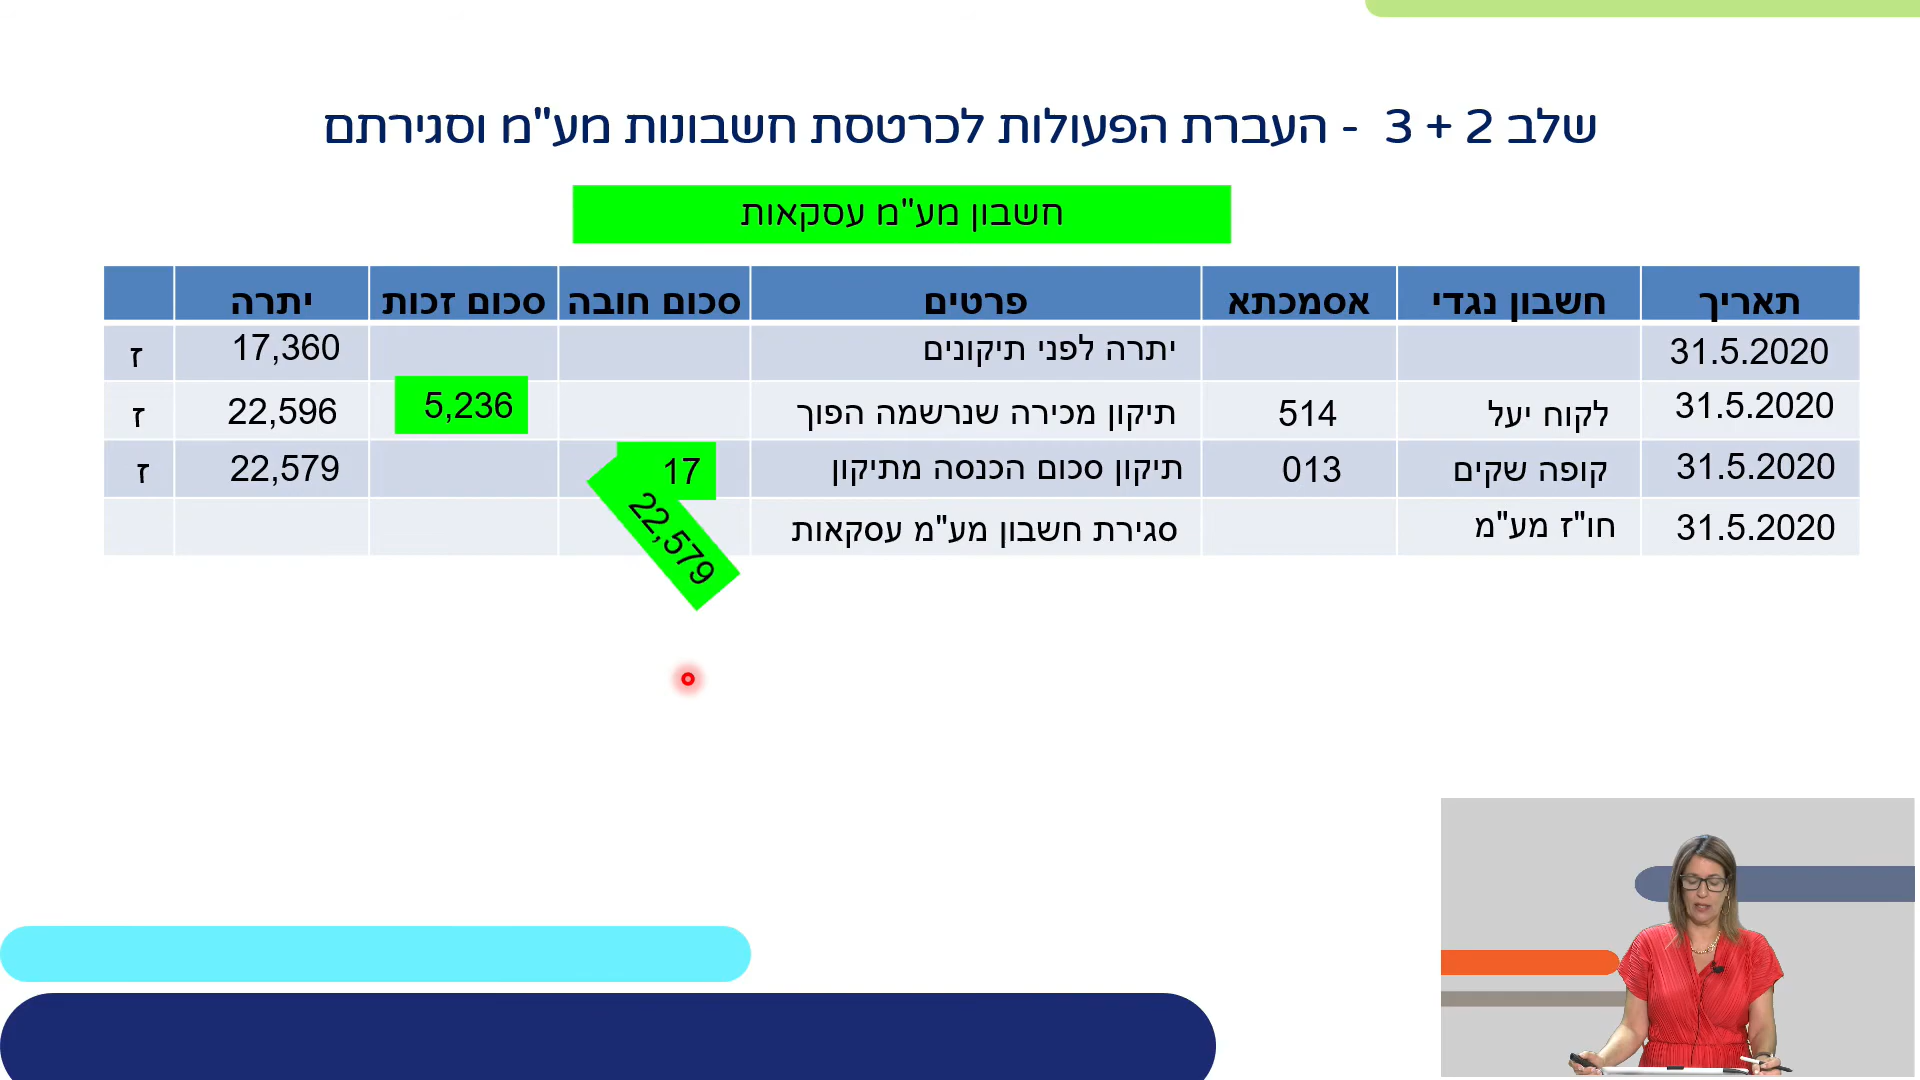 שלב 2 + 3 - העברת הפעולות לכרטסת חשבונות מע"מ וסגירתם
חשבון מע"מ עסקאות
תאריך חשבון נגדי אסמכתא פרטים סכום חובה סכום זכות יתרה
31.5.2020 יתרה לפני תיקונים 17,360 ז
31.5.2020 לקוח יעל 514 תיקון מכירה שנרשמה הפוך 5,236 22,596 ז
31.5.2020 קופה שקים 013 תיקון סכום הכנסה מתיקון 17 22,579 ז
31.5.2020 חו"ז מע"מ סגירת חשבון מע"מ עסקאות 22,579